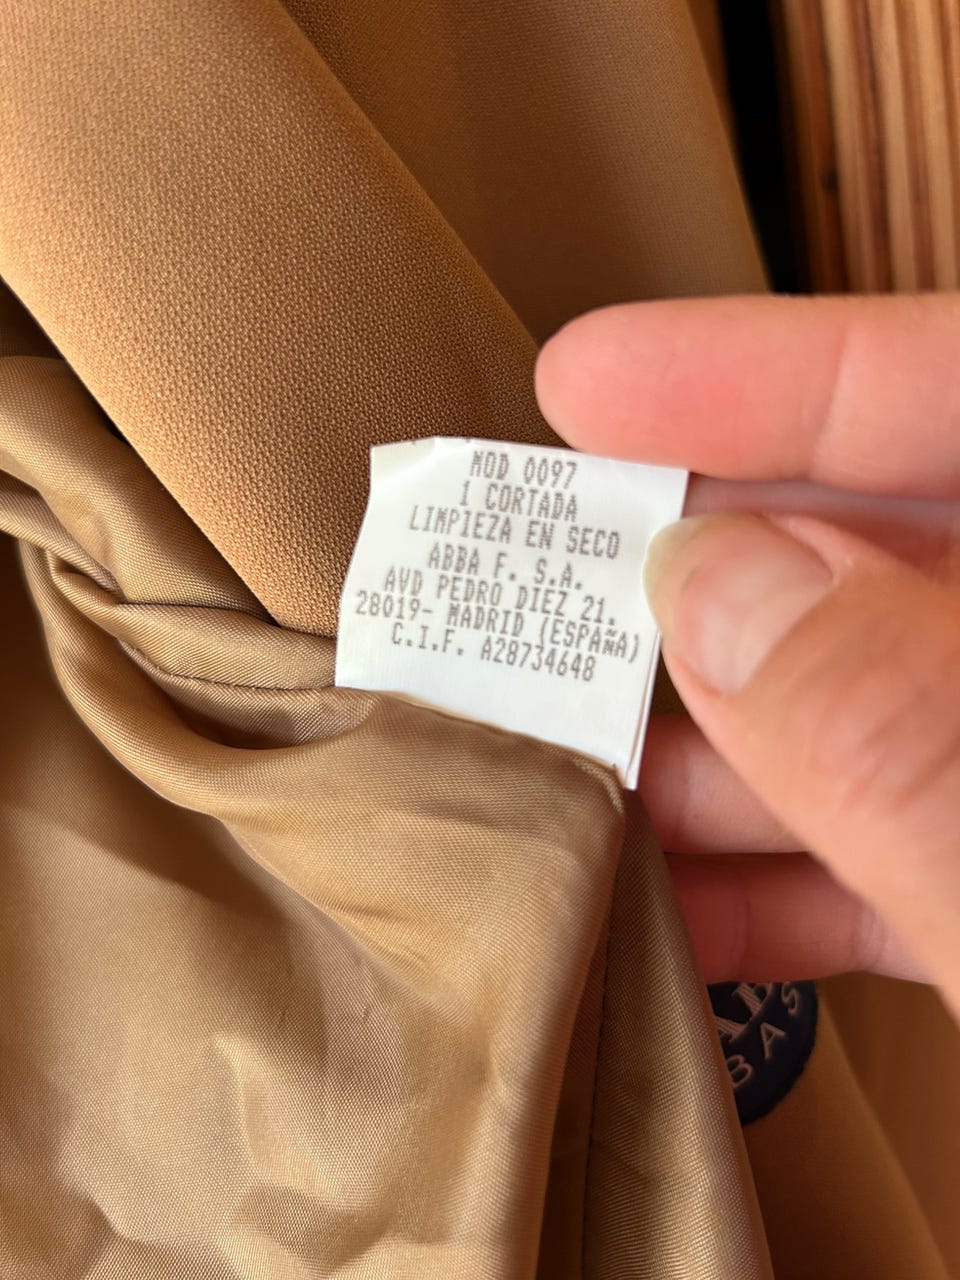 MOD 0097
1 CORTADA
LIMPIEZA EN SECO
ABBA F. S.A.
AVD PEDRO DIEZ 21.
28019- MADRID (ESPAÑA)
C.I.F. A28734648